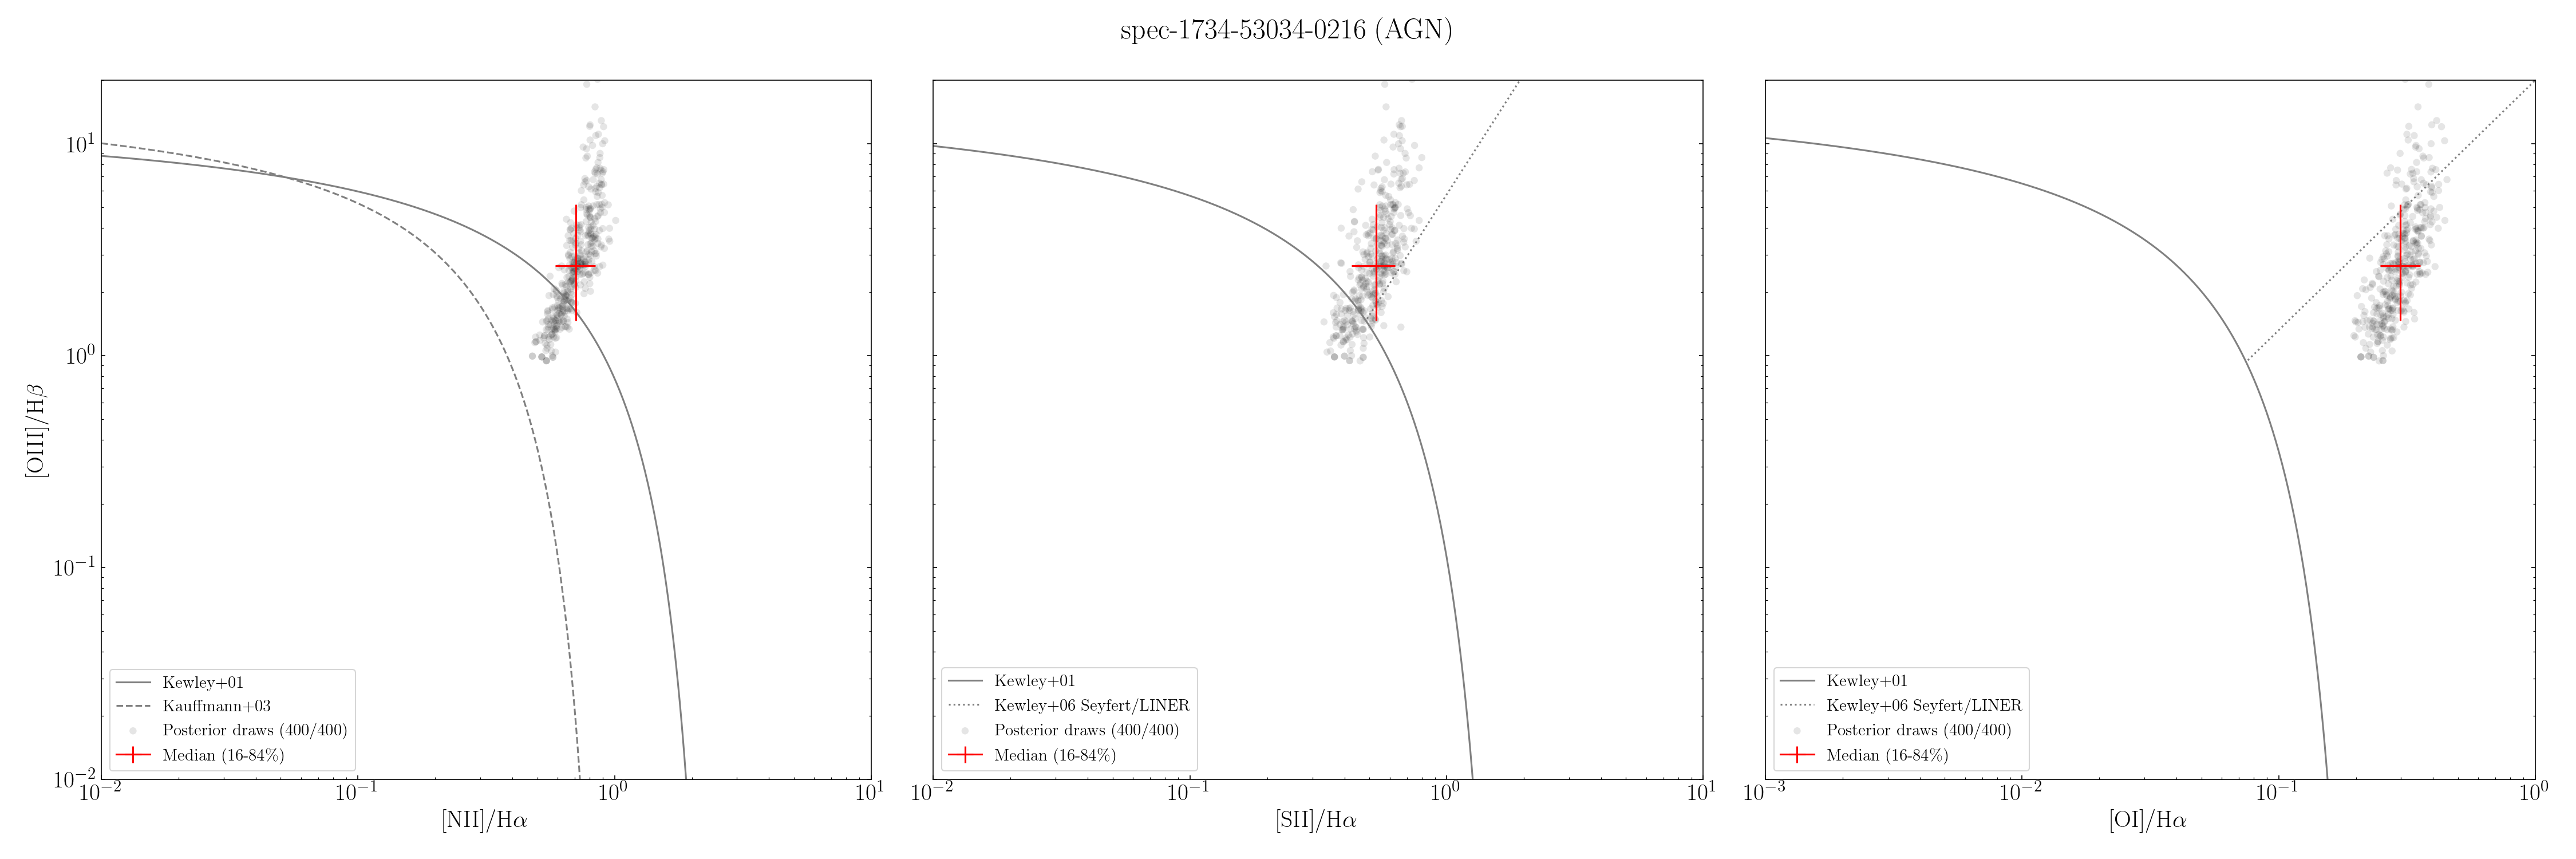 spec-1734-53034-0216 (AGN)
[OIII]/Hβ
10^1
10^0
10^-1
10^-2
Kewley+01
Kauffmann+03
Posterior draws (400/400)
Median (16-84%)
10^-2
10^-1
10^0
10^1
[NII]/Hα
Kewley+01
Kewley+06 Seyfert/LINER
Posterior draws (400/400)
Median (16-84%)
10^-2
10^-1
10^0
10^1
[SII]/Hα
Kewley+01
Kewley+06 Seyfert/LINER
Posterior draws (400/400)
Median (16-84%)
10^-3
10^-2
10^-1
10^0
[OI]/Hα